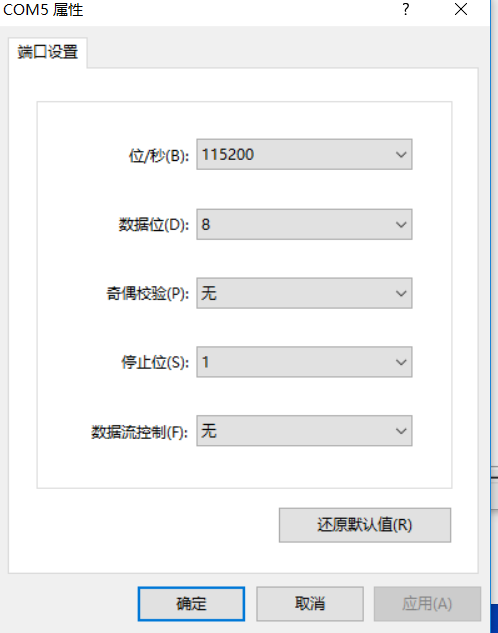 COM5 属性
端口设置
位/秒(B): 115200
数据位(D): 8
奇偶校验(P): 无
停止位(S): 1
数据流控制(F): 无
还原默认值(R)
确定 取消 应用(A)